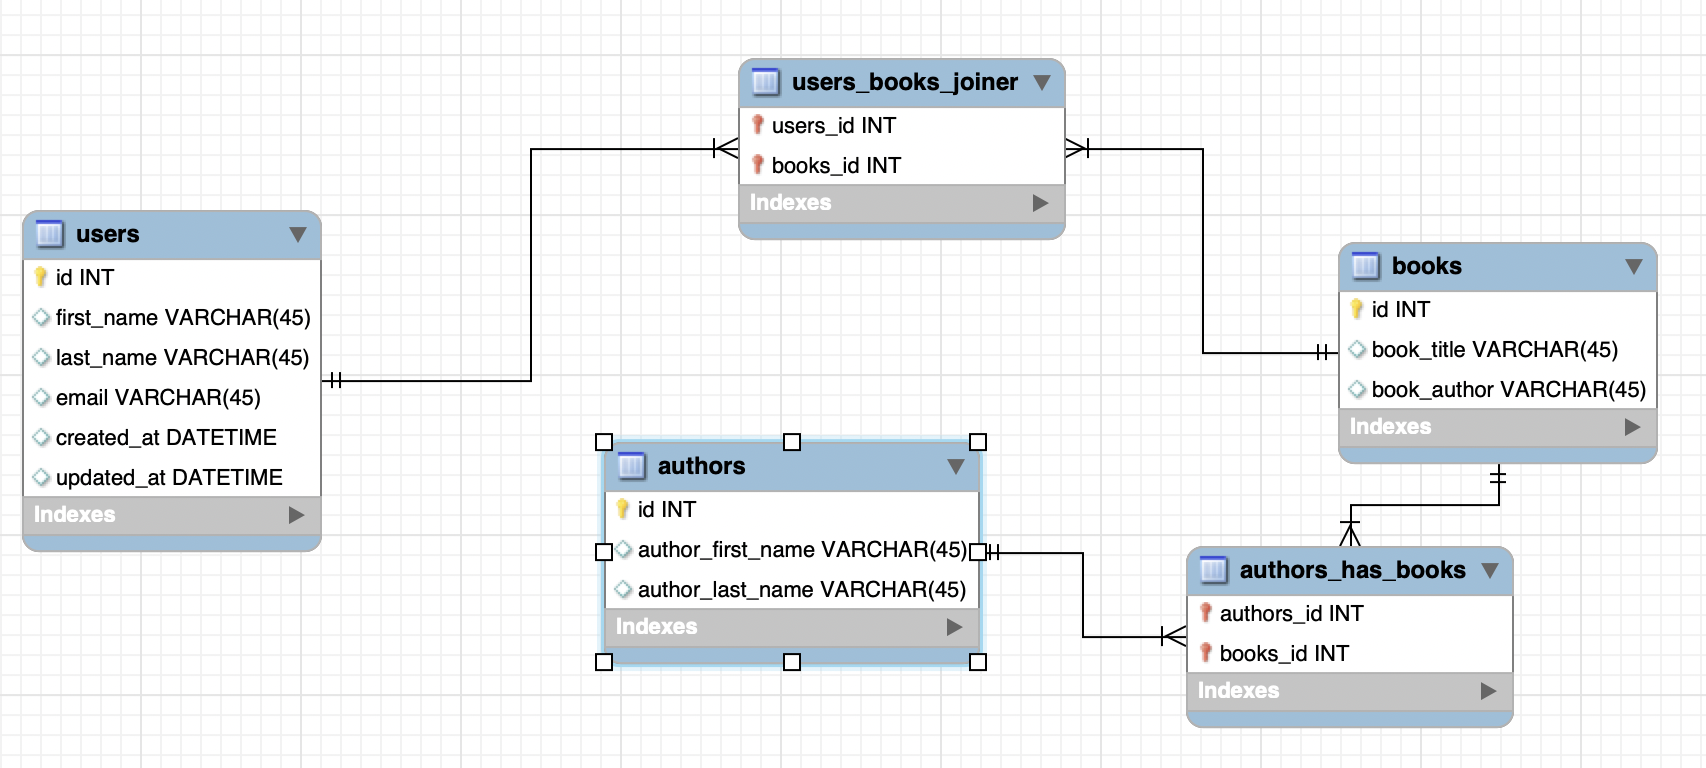 users_books_joiner
users_id INT
books_id INT
Indexes
users
id INT
first_name VARCHAR(45)
last_name VARCHAR(45)
email VARCHAR(45)
created_at DATETIME
updated_at DATETIME
Indexes
books
id INT
book_title VARCHAR(45)
book_author VARCHAR(45)
Indexes
authors
id INT
author_first_name VARCHAR(45)
author_last_name VARCHAR(45)
Indexes
authors_has_books
authors_id INT
books_id INT
Indexes